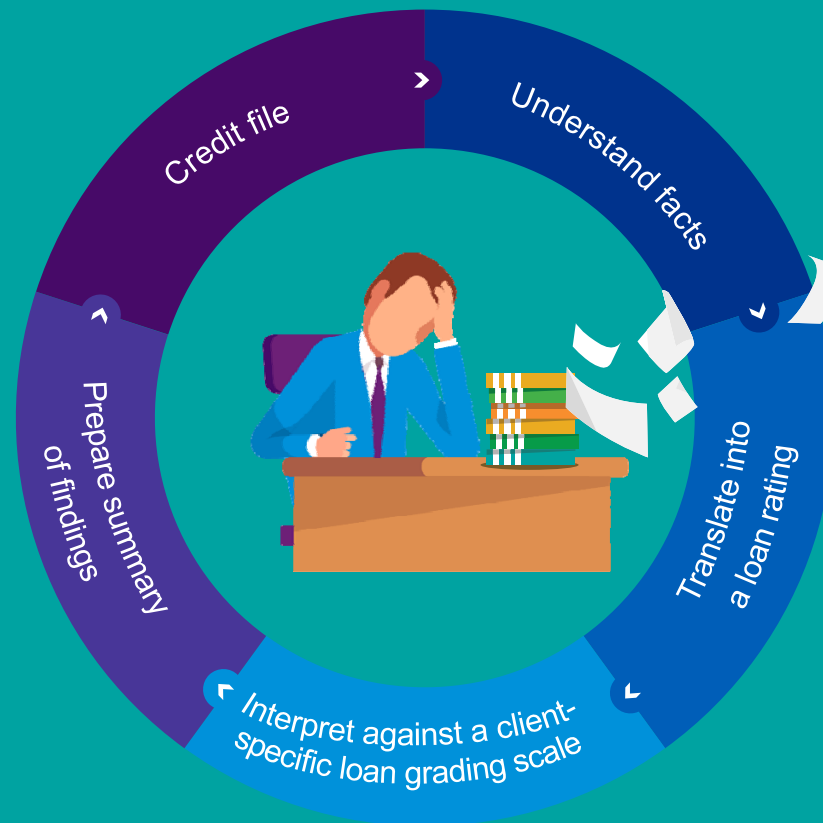 Credit file
Understand facts
Translate into
a loan rating
Interpret against a client-
specific loan grading scale
Prepare summary
of findings